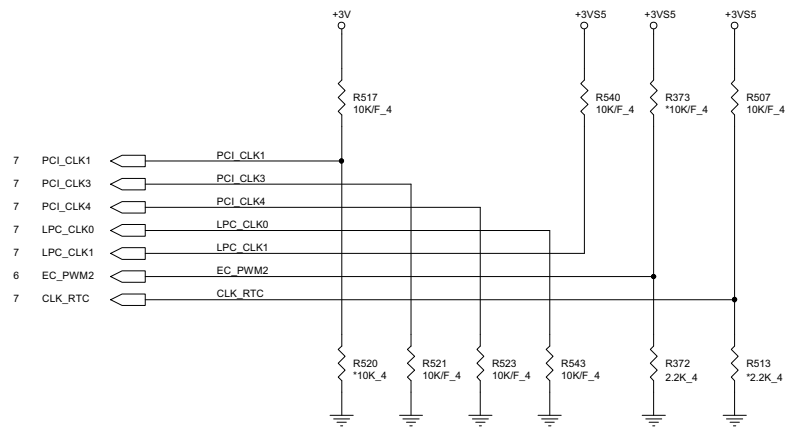 +3V
+3VS5
+3VS5
+3VS5
R517
10K/F_4
R540
10K/F_4
R373
*10K/F_4
R507
10K/F_4
7 PCI_CLK1 PCI_CLK1
7 PCI_CLK3 PCI_CLK3
7 PCI_CLK4 PCI_CLK4
7 LPC_CLK0 LPC_CLK0
7 LPC_CLK1 LPC_CLK1
6 EC_PWM2 EC_PWM2
7 CLK_RTC CLK_RTC
R520
*10K_4
R521
10K/F_4
R523
10K/F_4
R543
10K/F_4
R372
2.2K_4
R513
*2.2K_4